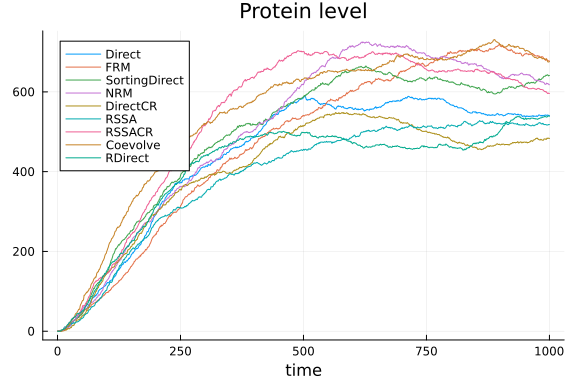 Protein level
Direct
FRM
SortingDirect
NRM
DirectCR
RSSA
RSSACR
Coevolve
RDirect
600
400
200
0
0 250 500 750 1000
time